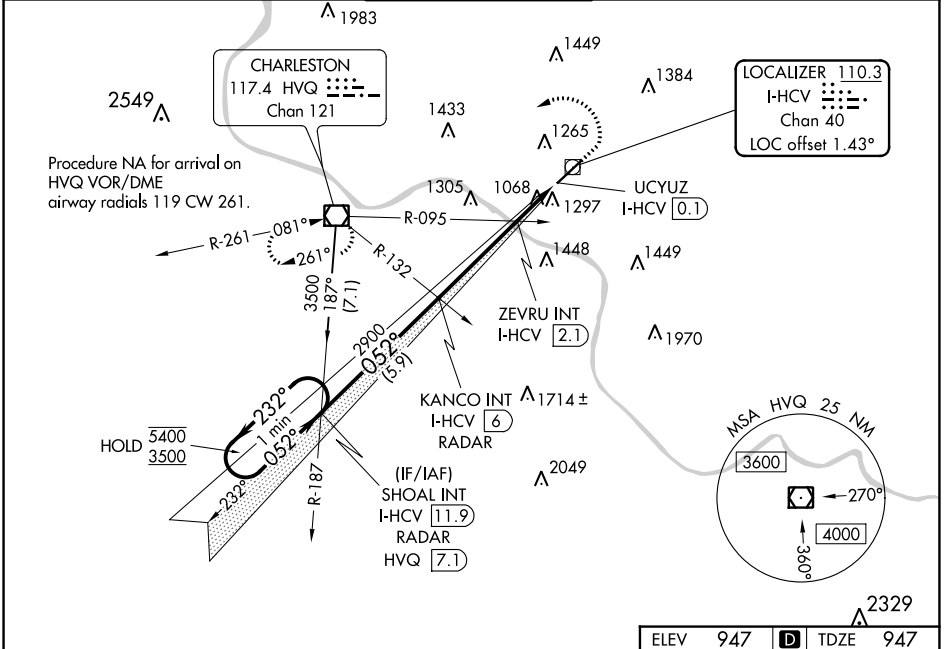 1983
1449
1384
2549
1433
1265
CHARLESTON
117.4 HVQ
Chan 121
LOCALIZER 110.3
I-HCV
Chan 40
LOC offset 1.43°
Procedure NA for arrival on
HVQ VOR/DME
airway radials 119 CW 261.
1305
1068
1297
UCYUZ
I-HCV 0.1
R-095
R-261
081°
261°
R-132
1448
1449
3500
187°
(7.1)
ZEVRU INT
I-HCV 2.1
1970
2900
052°
(5.9)
KANCO INT
I-HCV 6
RADAR
1714 ±
HOLD 5400
3500
232°
1 min
052°
232°
R-187
(IF/IAF)
SHOAL INT
I-HCV 11.9
RADAR
HVQ 7.1
2049
MSA HVQ 25 NM
3600
270°
4000
360°
2329
ELEV 947 D TDZE 947